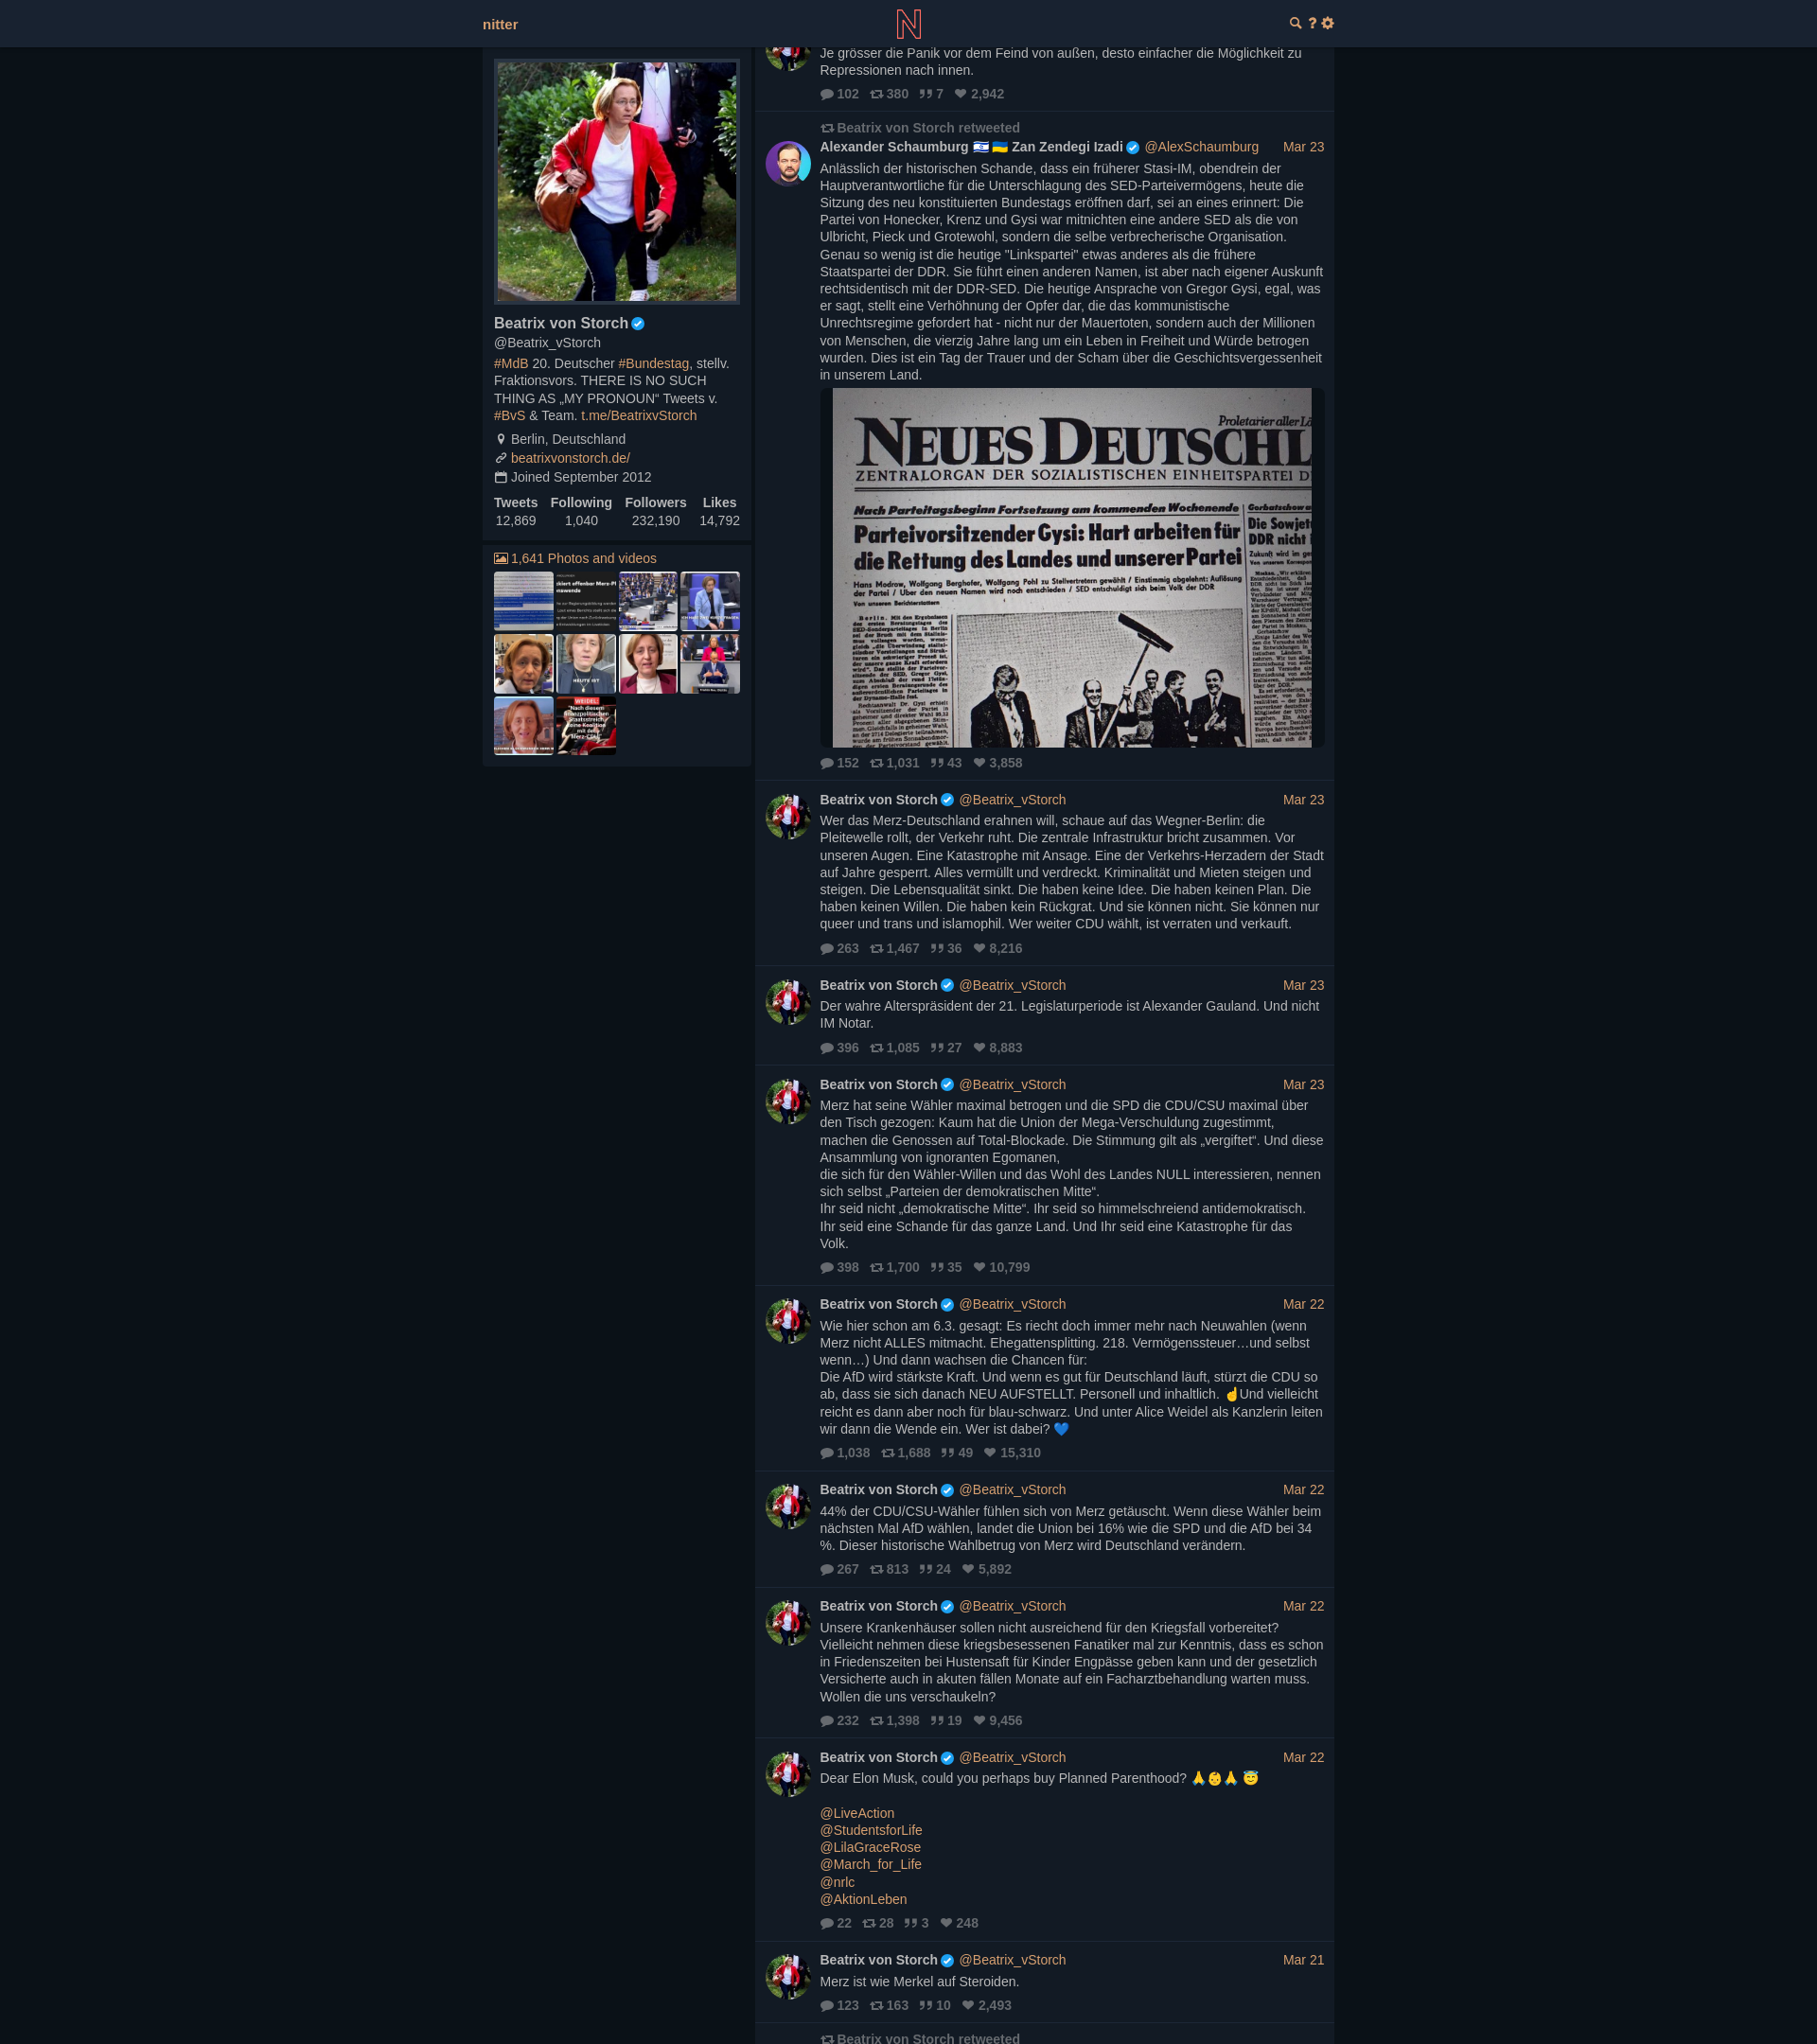 nitter
Beatrix von Storch
@Beatrix_vStorch
#MdB 20. Deutscher #Bundestag, stellv.
Fraktionsvors. THERE IS NO SUCH
THING AS „MY PRONOUN“ Tweets v.
#BvS & Team. t.me/BeatrixvStorch
Berlin, Deutschland
beatrixvonstorch.de/
Joined September 2012
Tweets Following Followers Likes
12,869 1,040 232,190 14,792
1,641 Photos and videos
HEUTE IST
WEIDEL:
Je grösser die Panik vor dem Feind von außen, desto einfacher die Möglichkeit zu
Repressionen nach innen.
102 380 7 2,942
Beatrix von Storch retweeted
Alexander Schaumburg 🇮🇱 🇺🇦 Zan Zendegi Izadi @AlexSchaumburg Mar 23
Anlässlich der historischen Schande, dass ein früherer Stasi-IM, obendrein der
Hauptverantwortliche für die Unterschlagung des SED-Parteivermögens, heute die
Sitzung des neu konstituierten Bundestags eröffnen darf, sei an eines erinnert: Die
Partei von Honecker, Krenz und Gysi war mitnichten eine andere SED als die von
Ulbricht, Pieck und Grotewohl, sondern die selbe verbrecherische Organisation.
Genau so wenig ist die heutige "Linkspartei" etwas anderes als die frühere
Staatspartei der DDR. Sie führt einen anderen Namen, ist aber nach eigener Auskunft
rechtsidentisch mit der DDR-SED. Die heutige Ansprache von Gregor Gysi, egal, was
er sagt, stellt eine Verhöhnung der Opfer dar, die das kommunistische
Unrechtsregime gefordert hat - nicht nur der Mauertoten, sondern auch der Millionen
von Menschen, die vierzig Jahre lang um ein Leben in Freiheit und Würde betrogen
wurden. Dies ist ein Tag der Trauer und der Scham über die Geschichtsvergessenheit
in unserem Land.
Proletarier aller Lä
NEUES DEUTSCHL
ZENTRALORGAN DER SOZIALISTISCHEN EINHEITSPARTEI D
Nach Parteitagsbeginn Fortsetzung am kommenden Wochenende
Parteivorsitzender Gysi: Hart arbeiten für
die Rettung des Landes und unserer Partei
Hans Modrow, Wolfgang Berghofer, Wolfgang Pohl zu Stellvertretern gewählt / Einstimmig abgelehnt: Auflösung
der Partei / Über den neuen Namen wird noch entschieden / SED entschuldigt sich beim Volk der DDR
Von unseren Berichterstattern
Gorbatschow
Die Sowjet
DDR nicht
152 1,031 43 3,858
Beatrix von Storch @Beatrix_vStorch Mar 23
Wer das Merz-Deutschland erahnen will, schaue auf das Wegner-Berlin: die
Pleitewelle rollt, der Verkehr ruht. Die zentrale Infrastruktur bricht zusammen. Vor
unseren Augen. Eine Katastrophe mit Ansage. Eine der Verkehrs-Herzadern der Stadt
auf Jahre gesperrt. Alles vermüllt und verdreckt. Kriminalität und Mieten steigen und
steigen. Die Lebensqualität sinkt. Die haben keine Idee. Die haben keinen Plan. Die
haben keinen Willen. Die haben kein Rückgrat. Und sie können nicht. Sie können nur
queer und trans und islamophil. Wer weiter CDU wählt, ist verraten und verkauft.
263 1,467 36 8,216
Beatrix von Storch @Beatrix_vStorch Mar 23
Der wahre Alterspräsident der 21. Legislaturperiode ist Alexander Gauland. Und nicht
IM Notar.
396 1,085 27 8,883
Beatrix von Storch @Beatrix_vStorch Mar 23
Merz hat seine Wähler maximal betrogen und die SPD die CDU/CSU maximal über
den Tisch gezogen: Kaum hat die Union der Mega-Verschuldung zugestimmt,
machen die Genossen auf Total-Blockade. Die Stimmung gilt als „vergiftet“. Und diese
Ansammlung von ignoranten Egomanen,
die sich für den Wähler-Willen und das Wohl des Landes NULL interessieren, nennen
sich selbst „Parteien der demokratischen Mitte“.
Ihr seid nicht „demokratische Mitte“. Ihr seid so himmelschreiend antidemokratisch.
Ihr seid eine Schande für das ganze Land. Und Ihr seid eine Katastrophe für das
Volk.
398 1,700 35 10,799
Beatrix von Storch @Beatrix_vStorch Mar 22
Wie hier schon am 6.3. gesagt: Es riecht doch immer mehr nach Neuwahlen (wenn
Merz nicht ALLES mitmacht. Ehegattensplitting. 218. Vermögenssteuer…und selbst
wenn…) Und dann wachsen die Chancen für:
Die AfD wird stärkste Kraft. Und wenn es gut für Deutschland läuft, stürzt die CDU so
ab, dass sie sich danach NEU AUFSTELLT. Personell und inhaltlich. ☝️Und vielleicht
reicht es dann aber noch für blau-schwarz. Und unter Alice Weidel als Kanzlerin leiten
wir dann die Wende ein. Wer ist dabei? 💙
1,038 1,688 49 15,310
Beatrix von Storch @Beatrix_vStorch Mar 22
44% der CDU/CSU-Wähler fühlen sich von Merz getäuscht. Wenn diese Wähler beim
nächsten Mal AfD wählen, landet die Union bei 16% wie die SPD und die AfD bei 34
%. Dieser historische Wahlbetrug von Merz wird Deutschland verändern.
267 813 24 5,892
Beatrix von Storch @Beatrix_vStorch Mar 22
Unsere Krankenhäuser sollen nicht ausreichend für den Kriegsfall vorbereitet?
Vielleicht nehmen diese kriegsbesessenen Fanatiker mal zur Kenntnis, dass es schon
in Friedenszeiten bei Hustensaft für Kinder Engpässe geben kann und der gesetzlich
Versicherte auch in akuten fällen Monate auf ein Facharztbehandlung warten muss.
Wollen die uns verschaukeln?
232 1,398 19 9,456
Beatrix von Storch @Beatrix_vStorch Mar 22
Dear Elon Musk, could you perhaps buy Planned Parenthood? 🙏👶🙏 😇
@LiveAction
@StudentsforLife
@LilaGraceRose
@March_for_Life
@nrlc
@AktionLeben
22 28 3 248
Beatrix von Storch @Beatrix_vStorch Mar 21
Merz ist wie Merkel auf Steroiden.
123 163 10 2,493
Beatrix von Storch retweeted